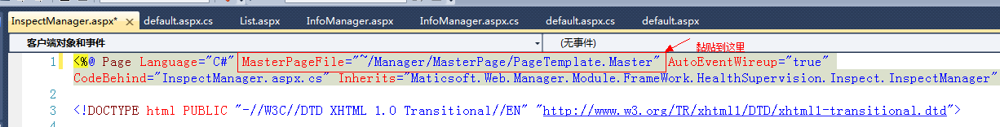 InspectManager.aspx* default.aspx.cs List.aspx InfoManager.aspx InfoManager.aspx.cs default.aspx.cs default.aspx
客户端对象和事件 (无事件) 黏贴到这里
1 <%@ Page Language="C#" MasterPageFile="~/Manager/MasterPage/PageTemplate.Master" AutoEventWireup="true"
CodeBehind="InspectManager.aspx.cs" Inherits="Maticsoft.Web.Manager.Module.FrameWork.HealthSupervision.Inspect.InspectManager"
2
3 <!DOCTYPE html PUBLIC "-//W3C//DTD XHTML 1.0 Transitional//EN" "http://www.w3.org/TR/xhtml1/DTD/xhtml1-transitional.dtd">